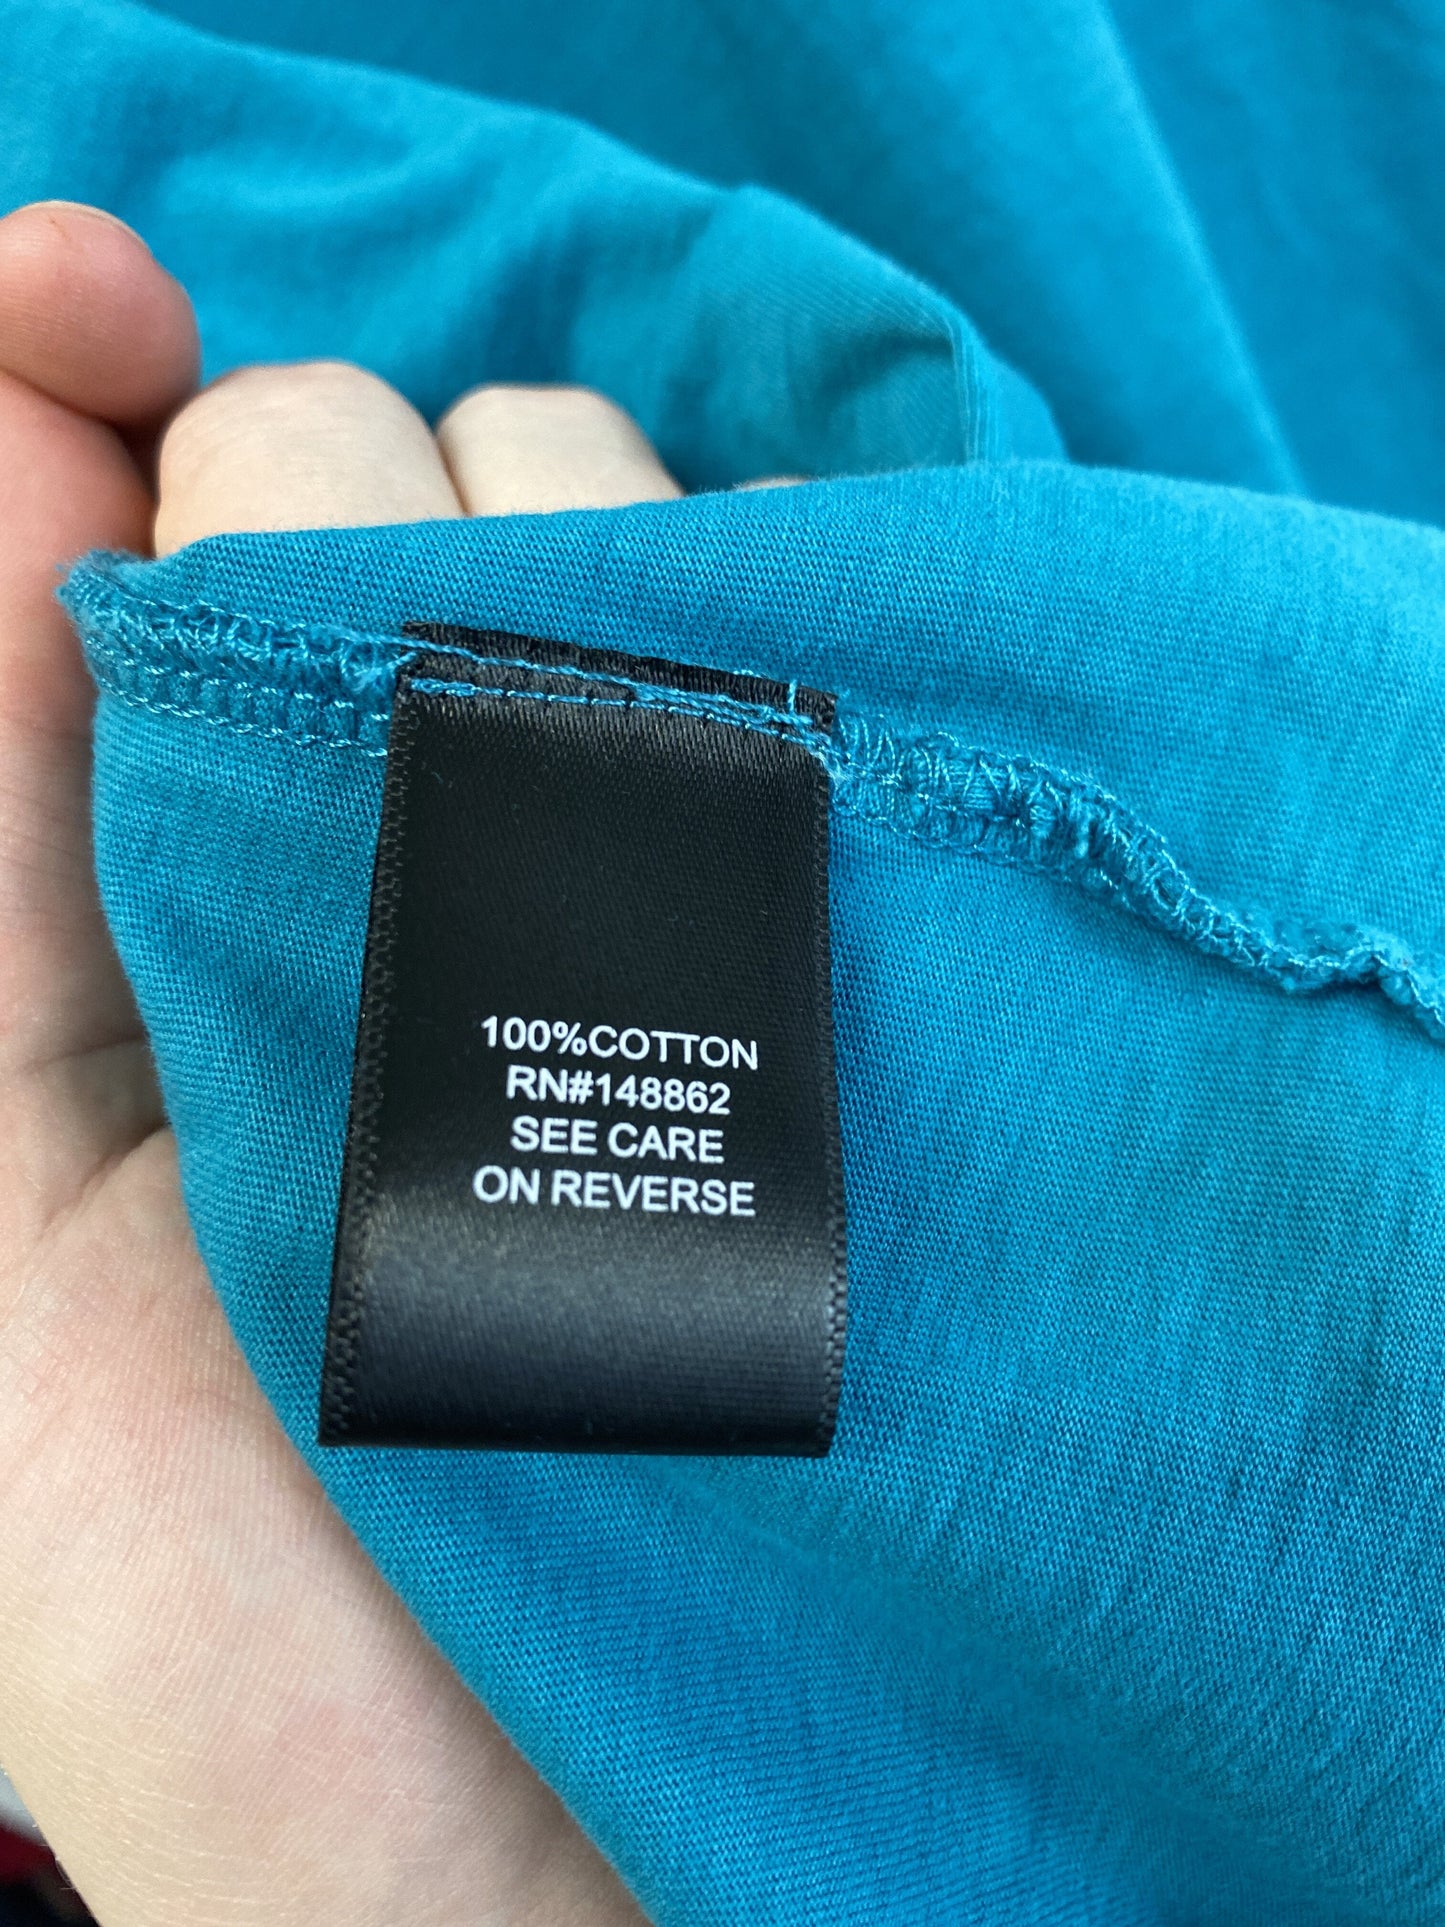 100%COTTON
RN#148862
SEE CARE
ON REVERSE